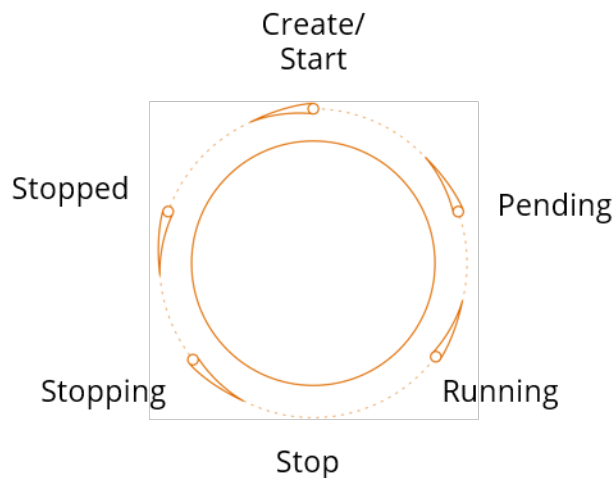 Create/
Start
Stopped
Pending
Stopping
Running
Stop